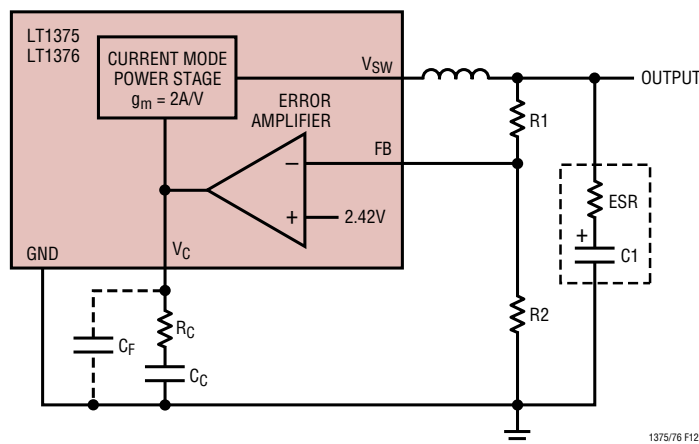 LT1375
LT1376
CURRENT MODE
POWER STAGE
gm = 2A/V
VSW
OUTPUT
ERROR
AMPLIFIER
R1
FB
–
+
2.42V
ESR
+
C1
GND
VC
R2
RC
CF
CC
1375/76 F12